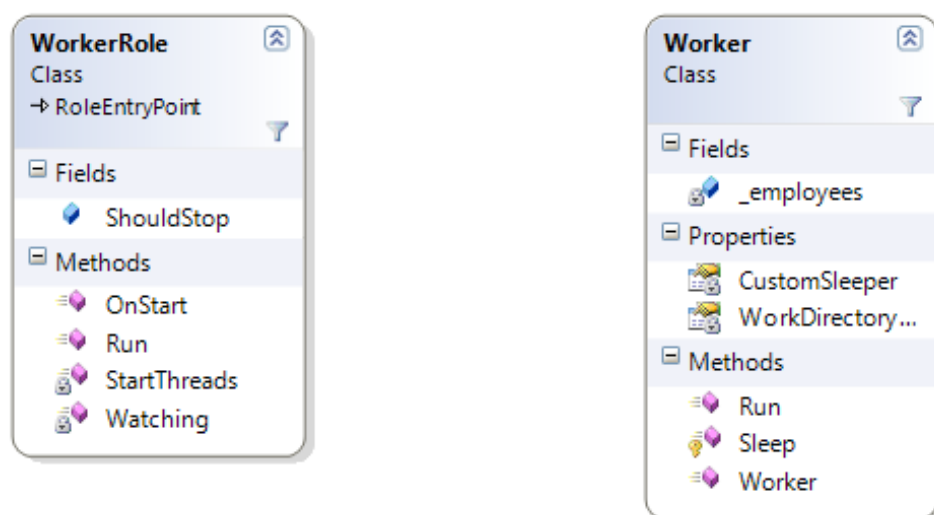 WorkerRole
Class
RoleEntryPoint
Fields
ShouldStop
Methods
OnStart
Run
StartThreads
Watching
Worker
Class
Fields
_employees
Properties
CustomSleeper
WorkDirectory...
Methods
Run
Sleep
Worker